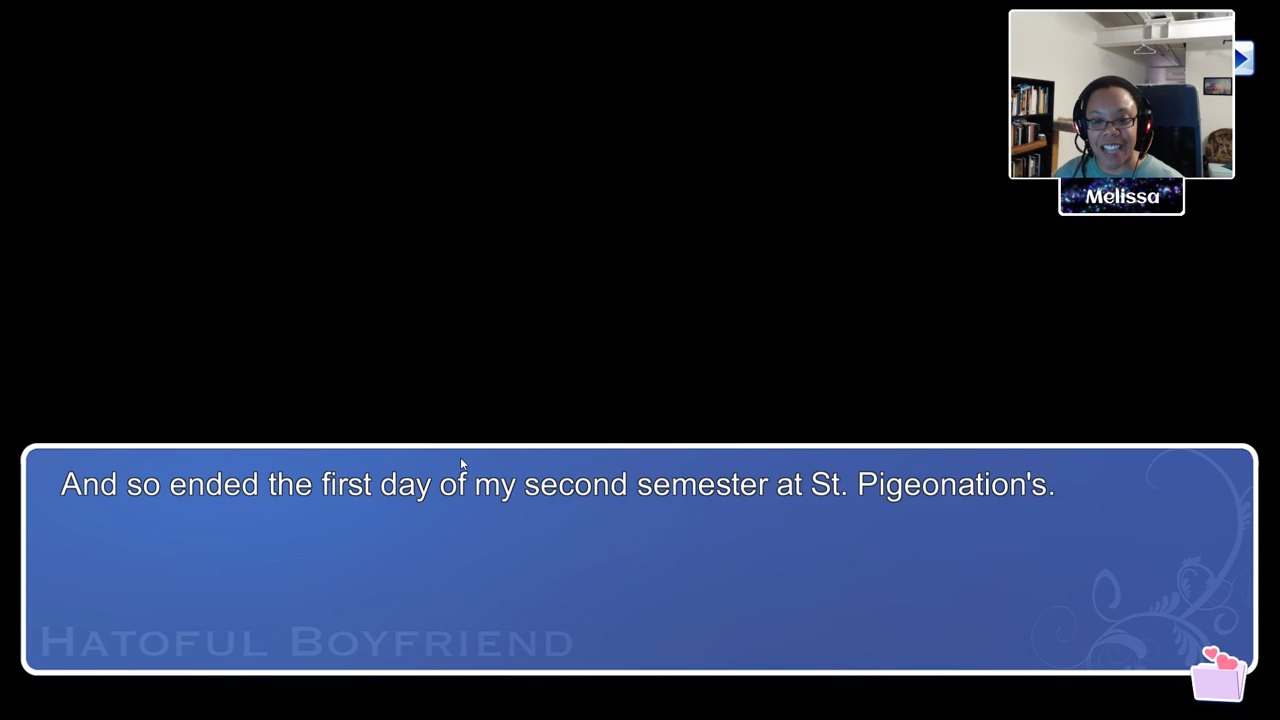 Melissa
And so ended the first day of my second semester at St. Pigeonation's.
HATOFUL BOYFRIEND